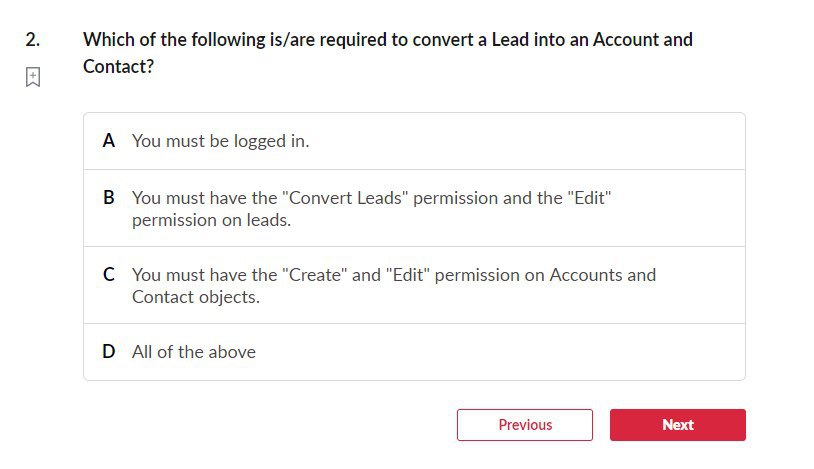 2. Which of the following is/are required to convert a Lead into an Account and
Contact?
A You must be logged in.
B You must have the "Convert Leads" permission and the "Edit"
permission on leads.
C You must have the "Create" and "Edit" permission on Accounts and
Contact objects.
D All of the above
Previous Next